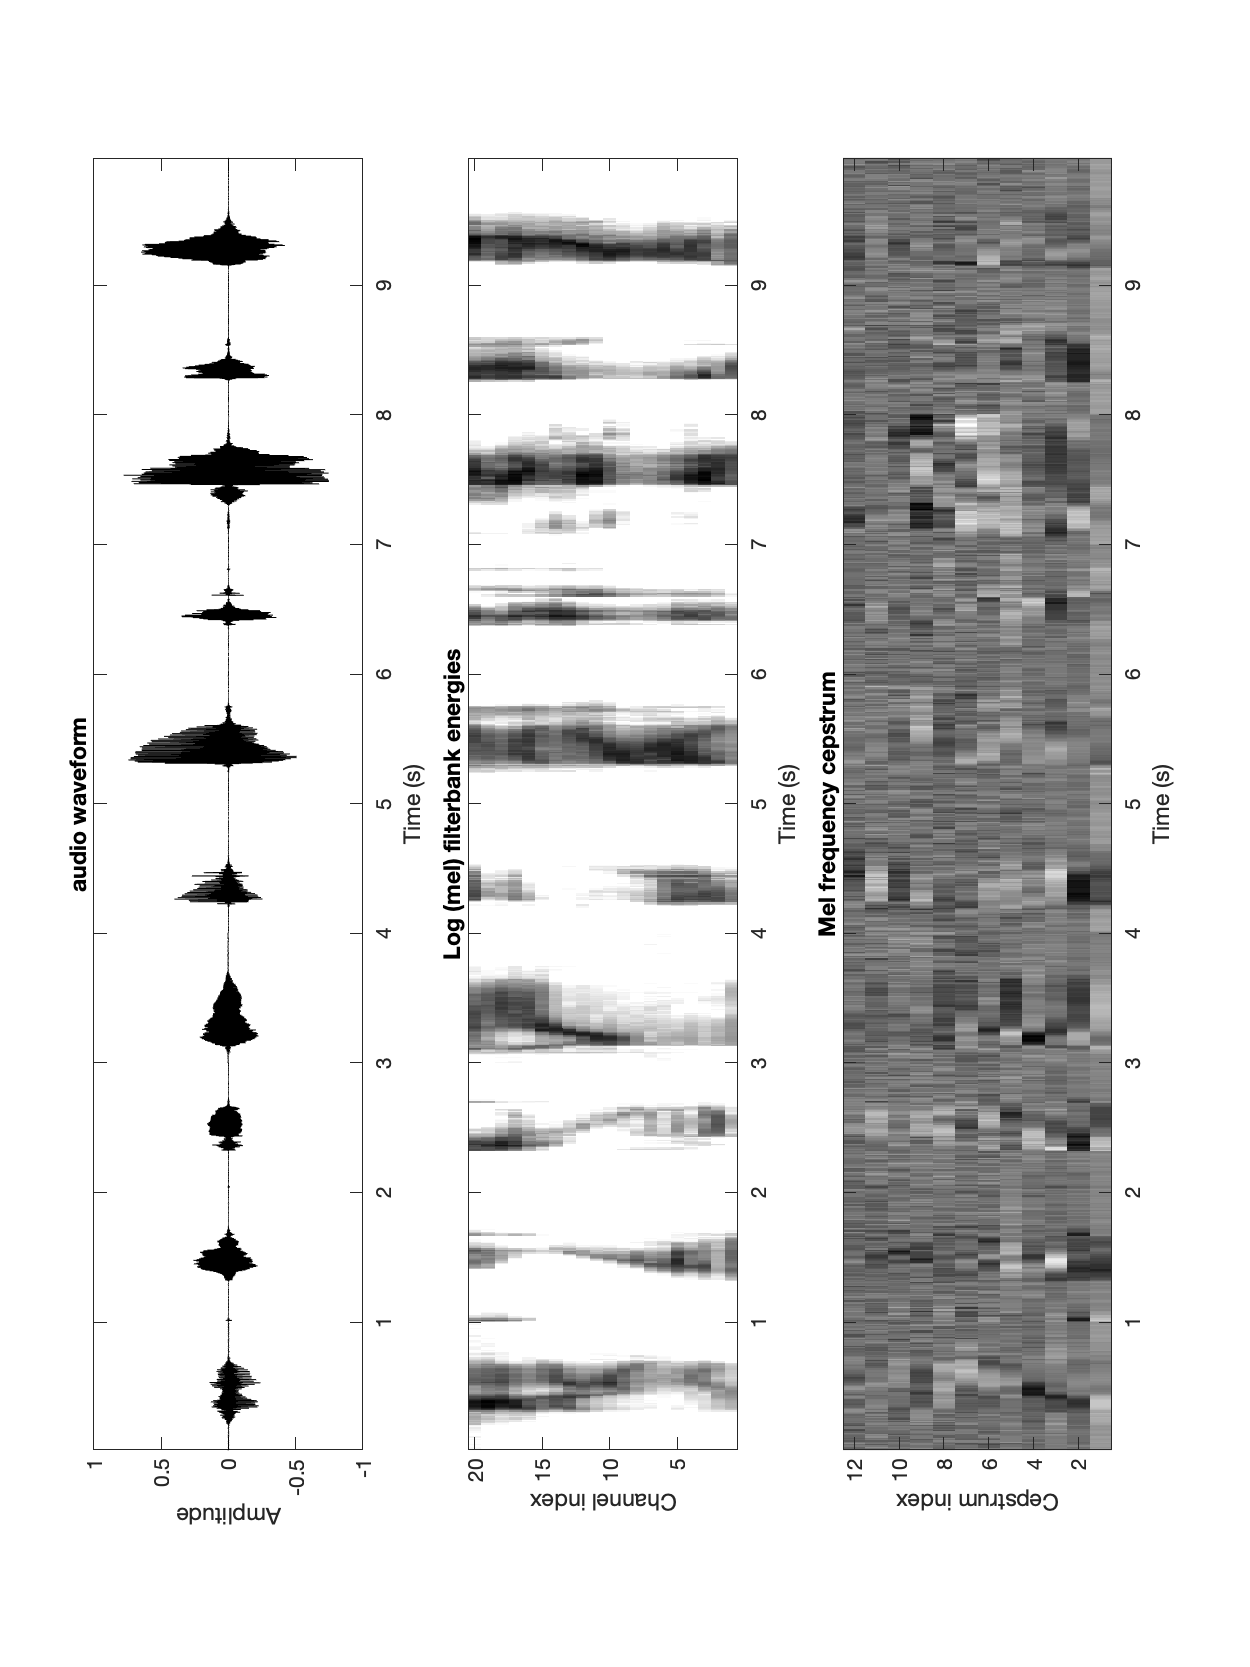 audio waveform
Amplitude
1
0.5
0
-0.5
-1
1 2 3 4 5 6 7 8 9
Time (s)
Log (mel) filterbank energies
Channel index
20
15
10
5
1 2 3 4 5 6 7 8 9
Time (s)
Mel frequency cepstrum
Cepstrum index
12
10
8
6
4
2
1 2 3 4 5 6 7 8 9
Time (s)